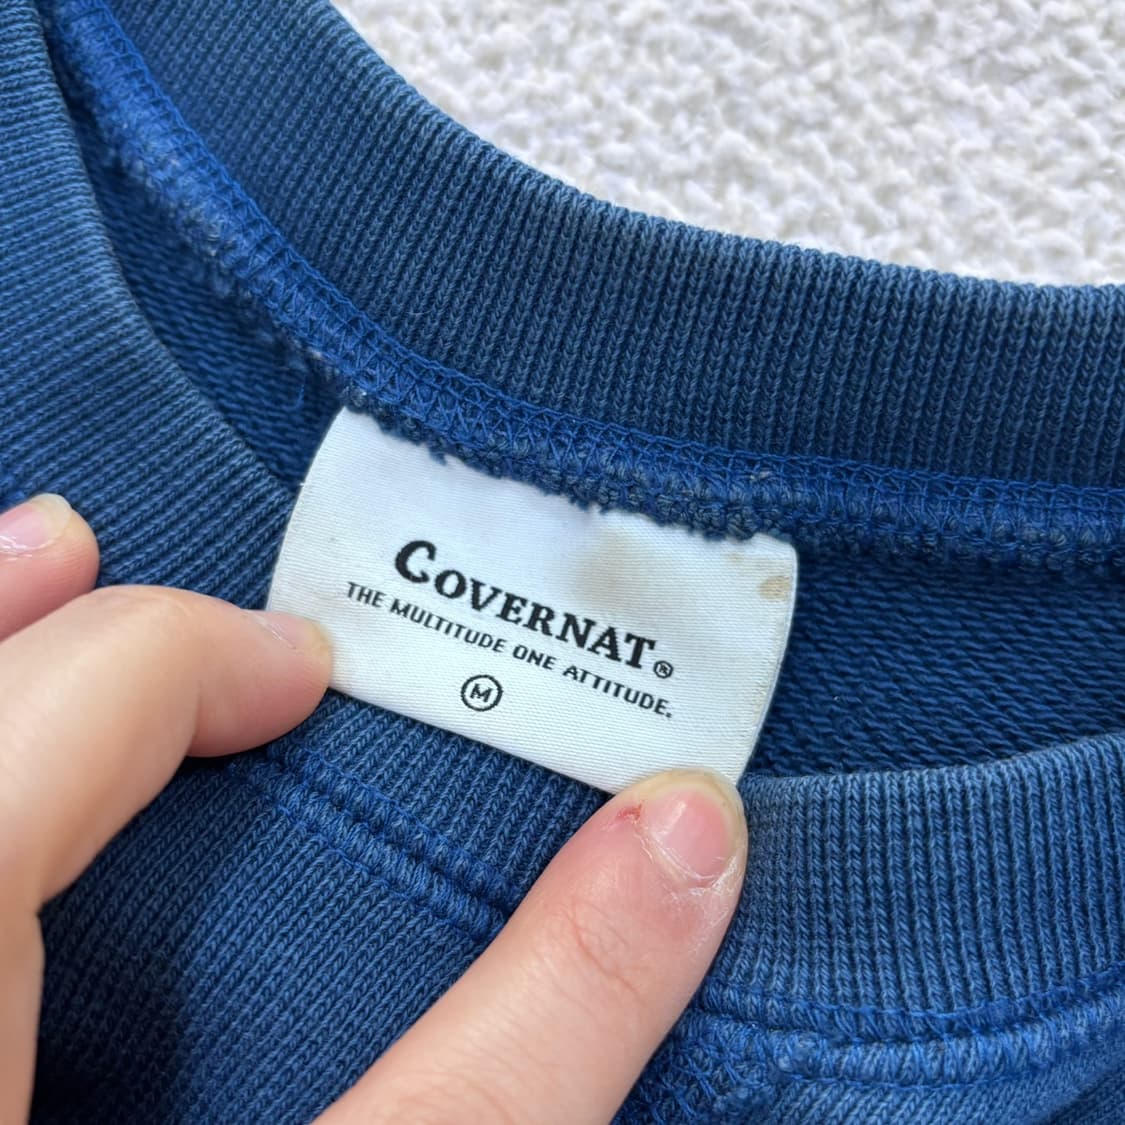 COVERNAT®
THE MULTITUDE ONE ATTITUDE.
M